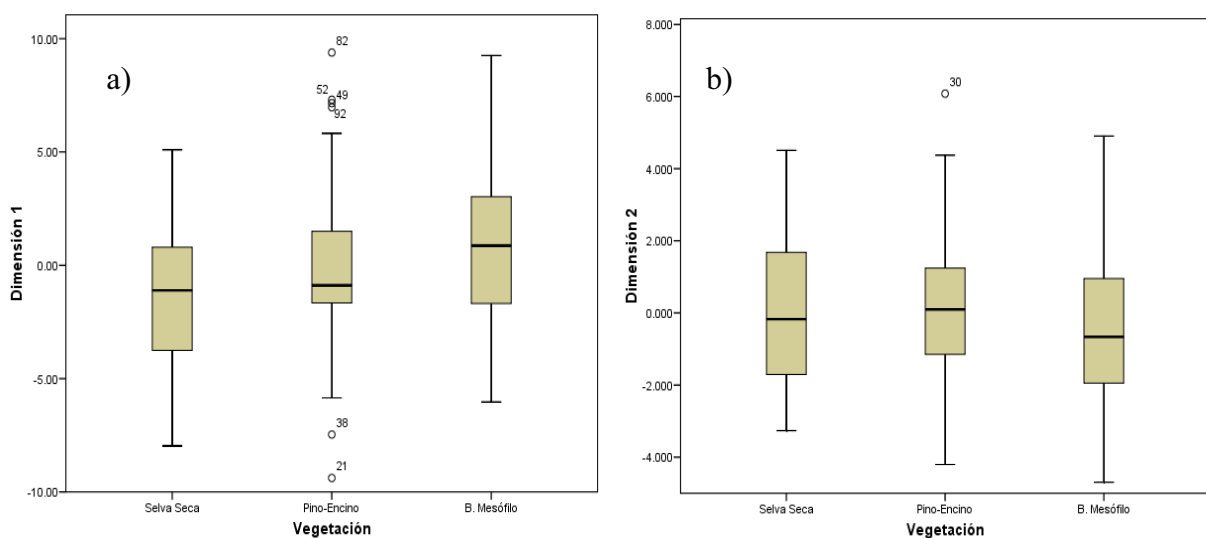 a)
Dimensión 1
10.00
5.00
0.00
-5.00
-10.00
82
52
49
92
38
21
Selva Seca
Pino-Encino
B. Mesófilo
Vegetación
b)
Dimensión 2
8.000
6.000
4.000
2.000
0.000
-2.000
-4.000
30
Selva Seca
Pino-Encino
B. Mesófilo
Vegetación